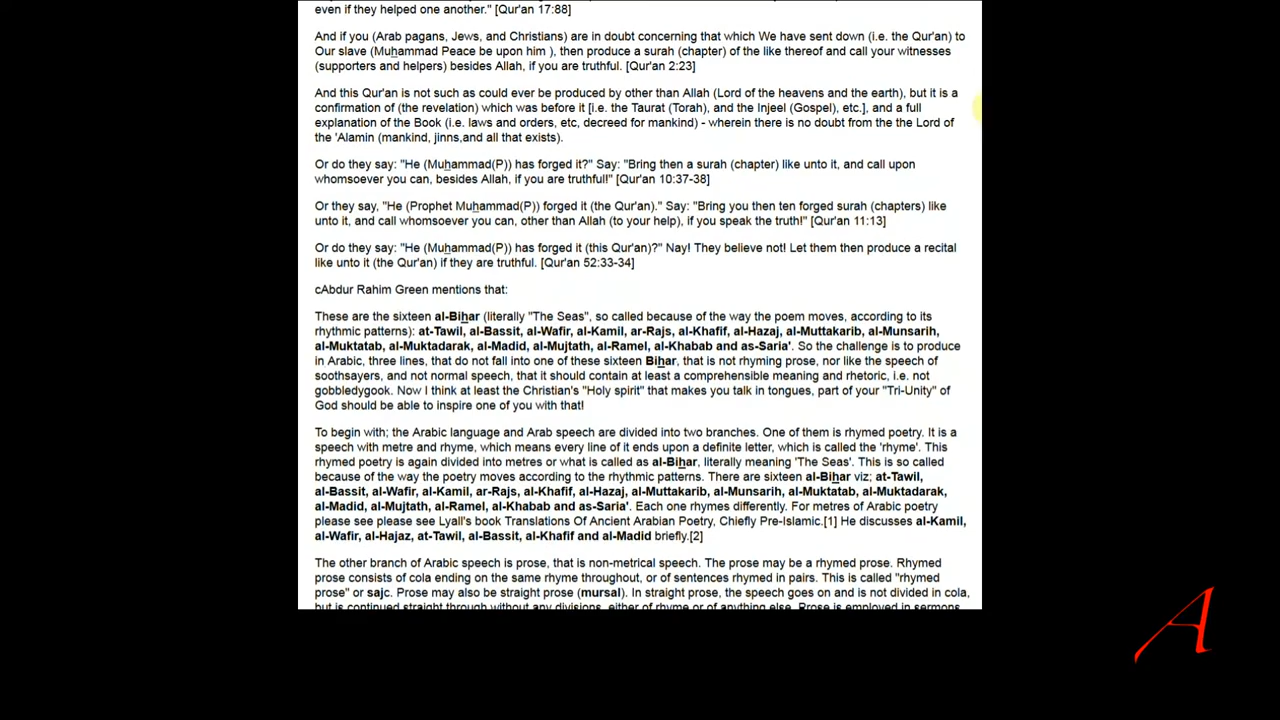 even if they helped one another." [Qur'an 17:88]
And if you (Arab pagans, Jews, and Christians) are in doubt concerning that which We have sent down (i.e. the Qur'an) to
Our slave (Muhammad Peace be upon him ), then produce a surah (chapter) of the like thereof and call your witnesses
(supporters and helpers) besides Allah, if you are truthful. [Qur'an 2:23]
And this Qur'an is not such as could ever be produced by other than Allah (Lord of the heavens and the earth), but it is a
confirmation of (the revelation) which was before it [i.e. the Taurat (Torah), and the Injeel (Gospel), etc.], and a full
explanation of the Book (i.e. laws and orders, etc, decreed for mankind) - wherein there is no doubt from the the Lord of
the 'Alamin (mankind, jinns,and all that exists).
Or do they say: "He (Muhammad(P)) has forged it?" Say: "Bring then a surah (chapter) like unto it, and call upon
whomsoever you can, besides Allah, if you are truthful!" [Qur'an 10:37-38]
Or they say, "He (Prophet Muhammad(P)) forged it (the Qur'an)." Say: "Bring you then ten forged surah (chapters) like
unto it, and call whomsoever you can, other than Allah (to your help), if you speak the truth!" [Qur'an 11:13]
Or do they say: "He (Muhammad(P)) has forged it (this Qur'an)?" Nay! They believe not! Let them then produce a recital
like unto it (the Qur'an) if they are truthful. [Qur'an 52:33-34]
cAbdur Rahim Green mentions that:
These are the sixteen al-Bihar (literally "The Seas", so called because of the way the poem moves, according to its
rhythmic patterns): at-Tawil, al-Bassit, al-Wafir, al-Kamil, ar-Rajs, al-Khafif, al-Hazaj, al-Muttakarib, al-Munsarih,
al-Muktatab, al-Muktadarak, al-Madid, al-Mujtath, al-Ramel, al-Khabab and as-Saria'. So the challenge is to produce
in Arabic, three lines, that do not fall into one of these sixteen Bihar, that is not rhyming prose, nor like the speech of
soothsayers, and not normal speech, that it should contain at least a comprehensible meaning and rhetoric, i.e. not
gobbledygook. Now I think at least the Christian's "Holy spirit" that makes you talk in tongues, part of your "Tri-Unity" of
God should be able to inspire one of you with that!
To begin with; the Arabic language and Arab speech are divided into two branches. One of them is rhymed poetry. It is a
speech with metre and rhyme, which means every line of it ends upon a definite letter, which is called the 'rhyme'. This
rhymed poetry is again divided into metres or what is called as al-Bihar, literally meaning 'The Seas'. This is so called
because of the way the poetry moves according to the rhythmic patterns. There are sixteen al-Bihar viz; at-Tawil,
al-Bassit, al-Wafir, al-Kamil, ar-Rajs, al-Khafif, al-Hazaj, al-Muttakarib, al-Munsarih, al-Muktatab, al-Muktadarak,
al-Madid, al-Mujtath, al-Ramel, al-Khabab and as-Saria'. Each one rhymes differently. For metres of Arabic poetry
please see please see Lyall's book Translations Of Ancient Arabian Poetry, Chiefly Pre-Islamic.[1] He discusses al-Kamil,
al-Wafir, al-Hajaz, at-Tawil, al-Bassit, al-Khafif and al-Madid briefly.[2]
The other branch of Arabic speech is prose, that is non-metrical speech. The prose may be a rhymed prose. Rhymed
prose consists of cola ending on the same rhyme throughout, or of sentences rhymed in pairs. This is called "rhymed
prose" or sajc. Prose may also be straight prose (mursal). In straight prose, the speech goes on and is not divided in cola,
but is continued straight through without any divisions, either of rhyme or of anything else. Prose is employed in sermons
A